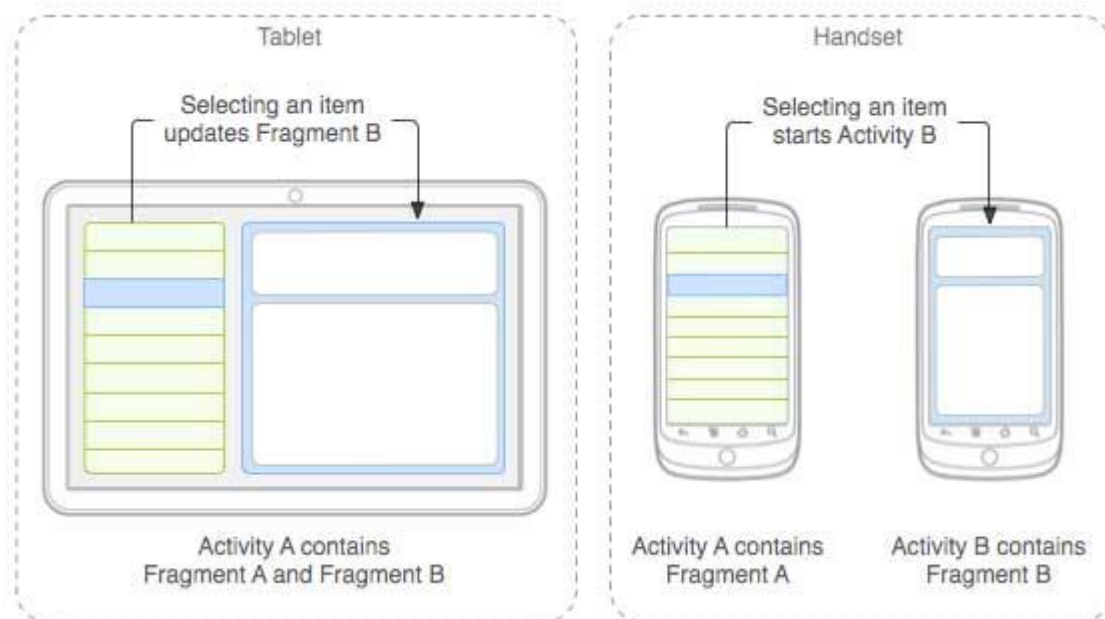 Tablet
Selecting an item
updates Fragment B
Activity A contains
Fragment A and Fragment B
Handset
Selecting an item
starts Activity B
Activity A contains
Fragment A
Activity B contains
Fragment B